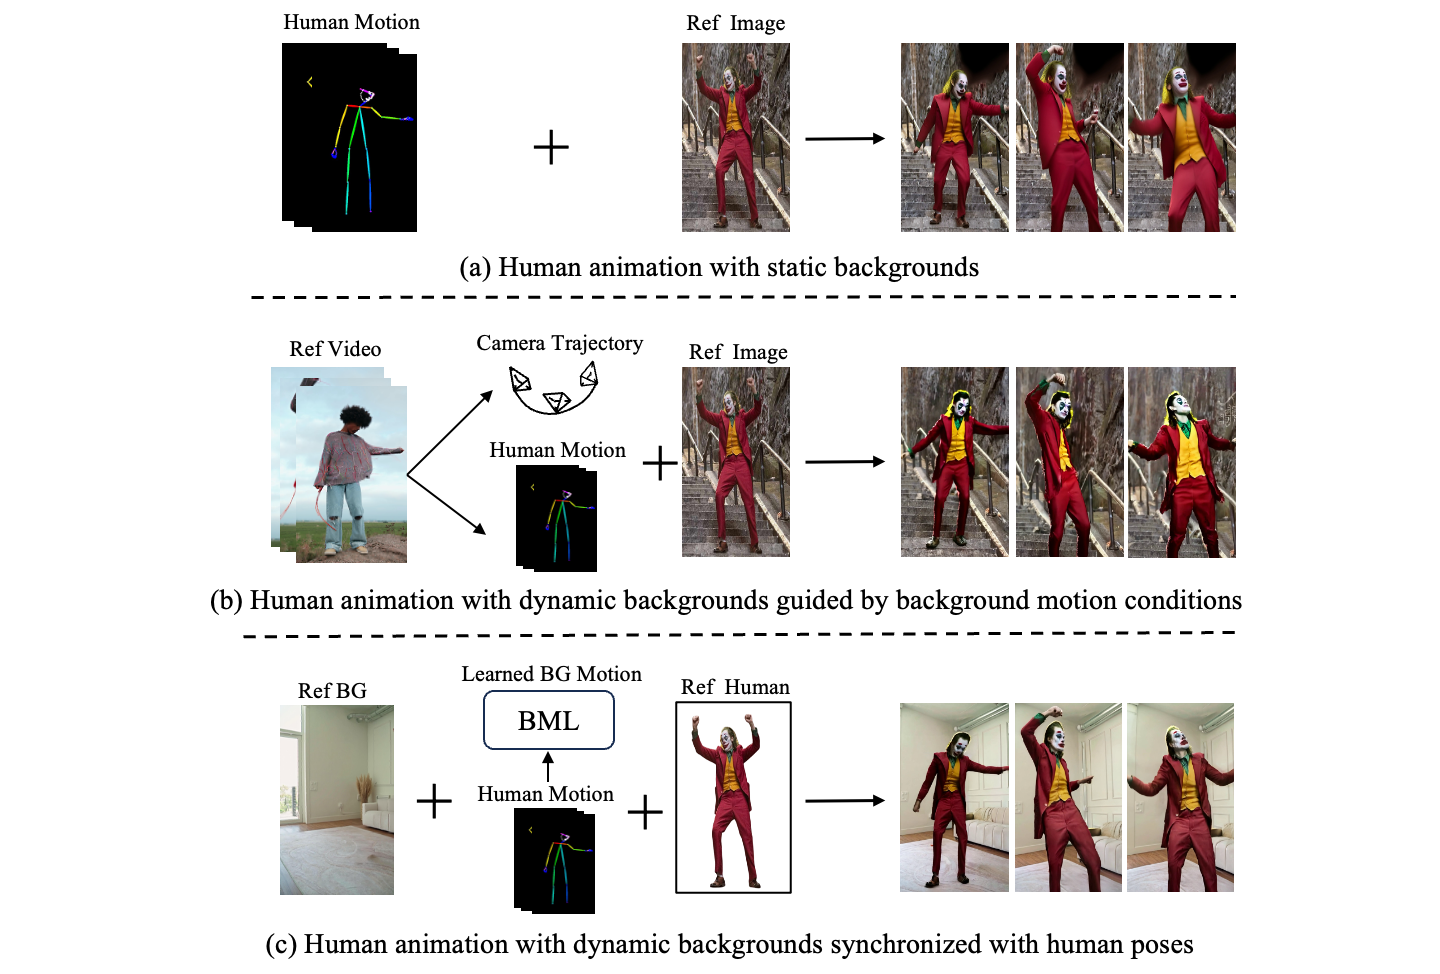 Human Motion
Ref Image
(a) Human animation with static backgrounds
Ref Video
Camera Trajectory
Ref Image
Human Motion
(b) Human animation with dynamic backgrounds guided by background motion conditions
Ref BG
Learned BG Motion
Ref Human
BML
Human Motion
(c) Human animation with dynamic backgrounds synchronized with human poses